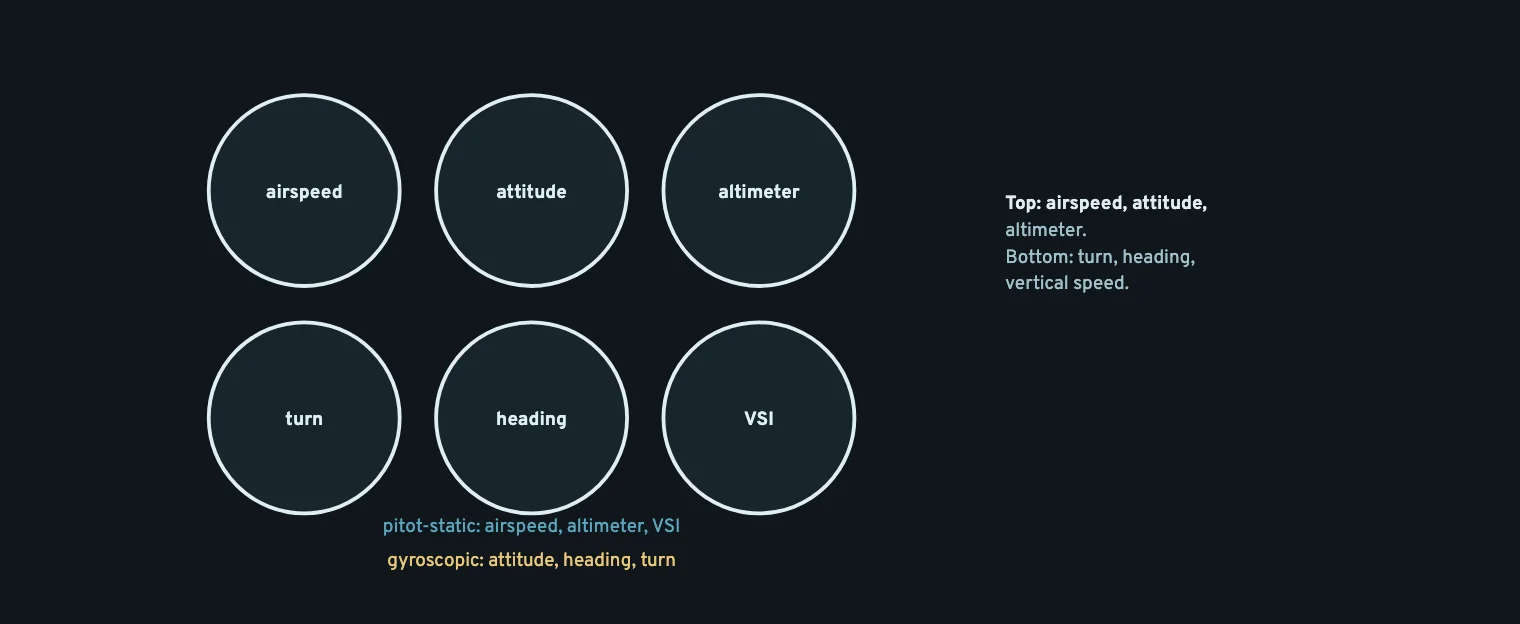 airspeed
attitude
altimeter
Top: airspeed, attitude,
altimeter.
Bottom: turn, heading,
vertical speed.
turn
heading
VSI
pitot-static: airspeed, altimeter, VSI
gyroscopic: attitude, heading, turn